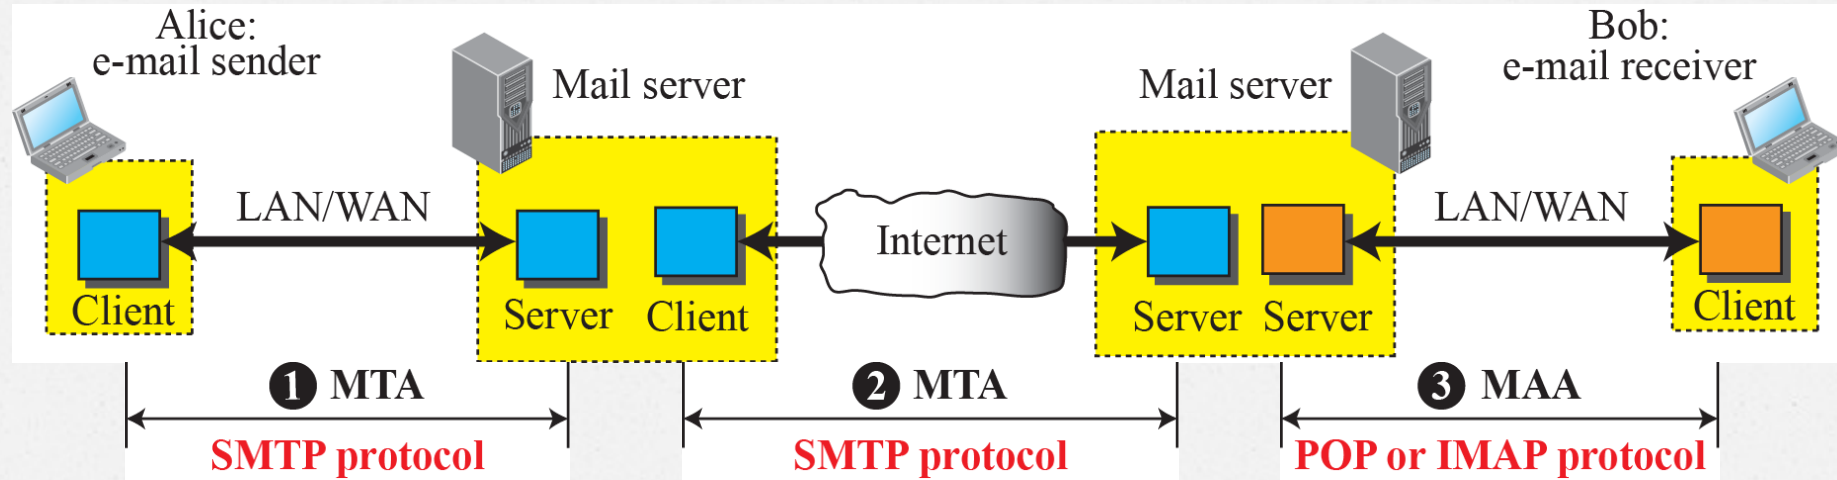 Alice:
e-mail sender
Mail server
Mail server
Bob:
e-mail receiver
LAN/WAN
Internet
LAN/WAN
Client
Server
Client
Server
Server
Client
1 MTA
2 MTA
3 MAA
SMTP protocol
SMTP protocol
POP or IMAP protocol